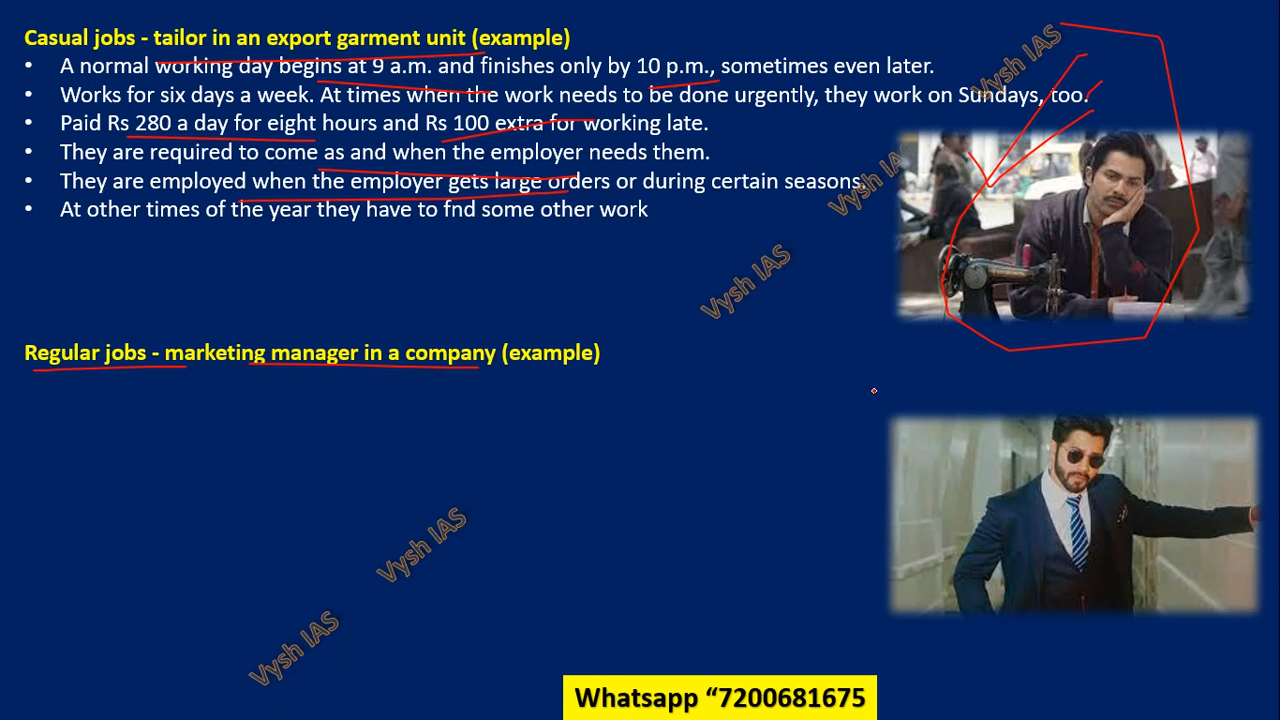 Casual jobs - tailor in an export garment unit (example)
• A normal working day begins at 9 a.m. and finishes only by 10 p.m., sometimes even later.
• Works for six days a week. At times when the work needs to be done urgently, they work on Sundays, too.
• Paid Rs 280 a day for eight hours and Rs 100 extra for working late.
• They are required to come as and when the employer needs them.
• They are employed when the employer gets large orders or during certain seasons.
• At other times of the year they have to fnd some other work
Regular jobs - marketing manager in a company (example)
Vysh IAS
Vysh IA
Vysh IAS
Vysh IAS
Vysh IAS
Whatsapp “7200681675